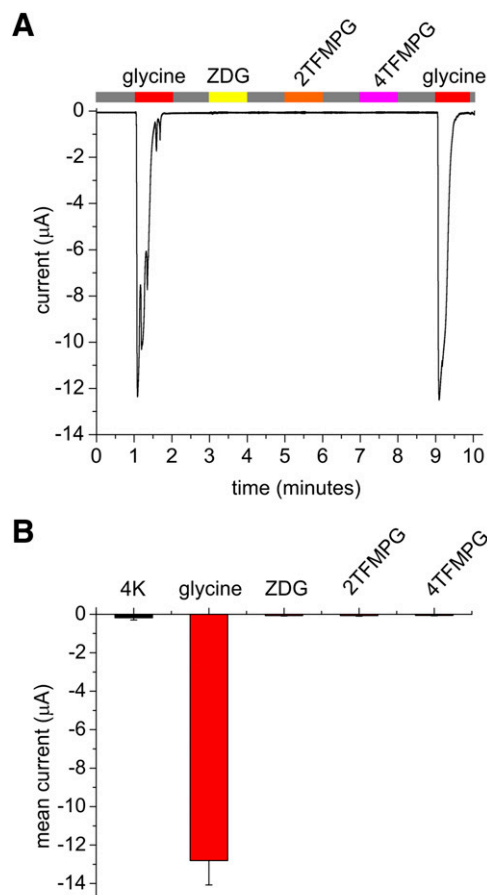 A
glycine ZDG 2TFMPG 4TFMPG glycine
0
-2
-4
-6
-8
-10
-12
-14
current (µA)
0 1 2 3 4 5 6 7 8 9 10
time (minutes)
B
4K glycine ZDG 2TFMPG 4TFMPG
0
-2
-4
-6
-8
-10
-12
-14
mean current (µA)